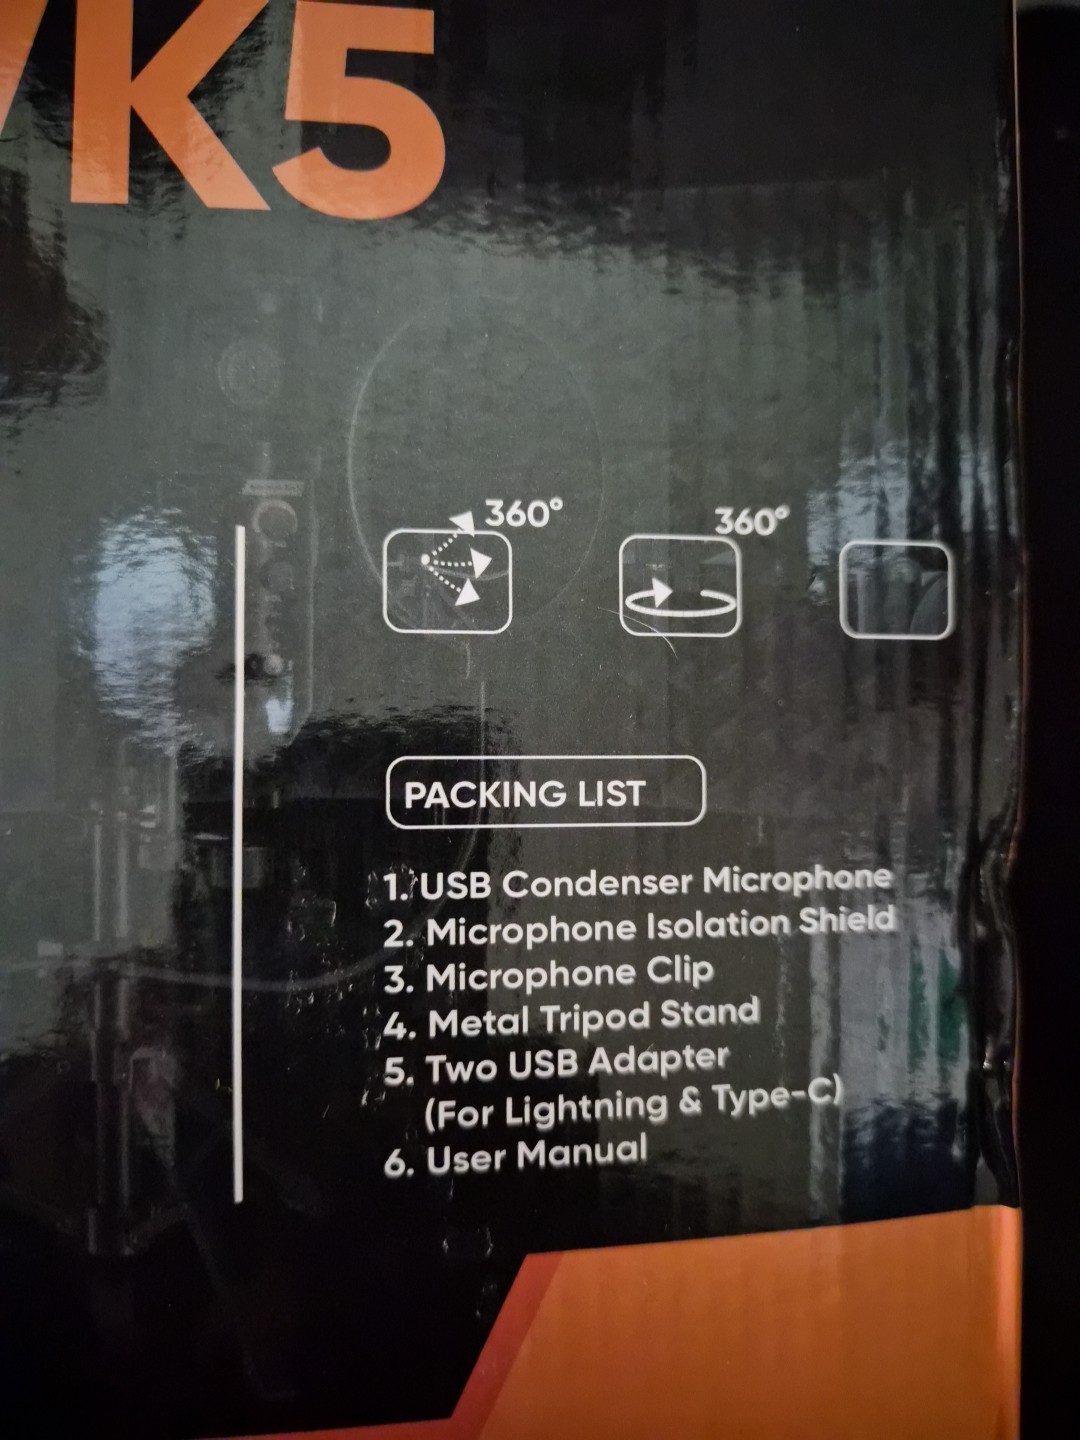 K5
360°
360°
PACKING LIST
1. USB Condenser Microphone
2. Microphone Isolation Shield
3. Microphone Clip
4. Metal Tripod Stand
5. Two USB Adapter
(For Lightning & Type-C)
6. User Manual